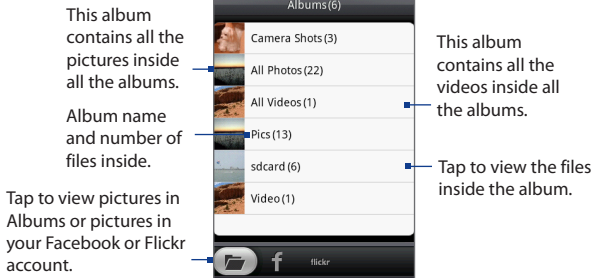 Albums(6)
This album
contains all the
pictures inside
all the albums.
Album name
and number of
files inside.
Tap to view pictures in
Albums or pictures in
your Facebook or Flickr
account.
Camera Shots(3)
All Photos(22)
All Videos(1)
Pics(13)
sdcard(6)
Video(1)
f
flickr
This album
contains all the
videos inside all
the albums.
Tap to view the files
inside the album.